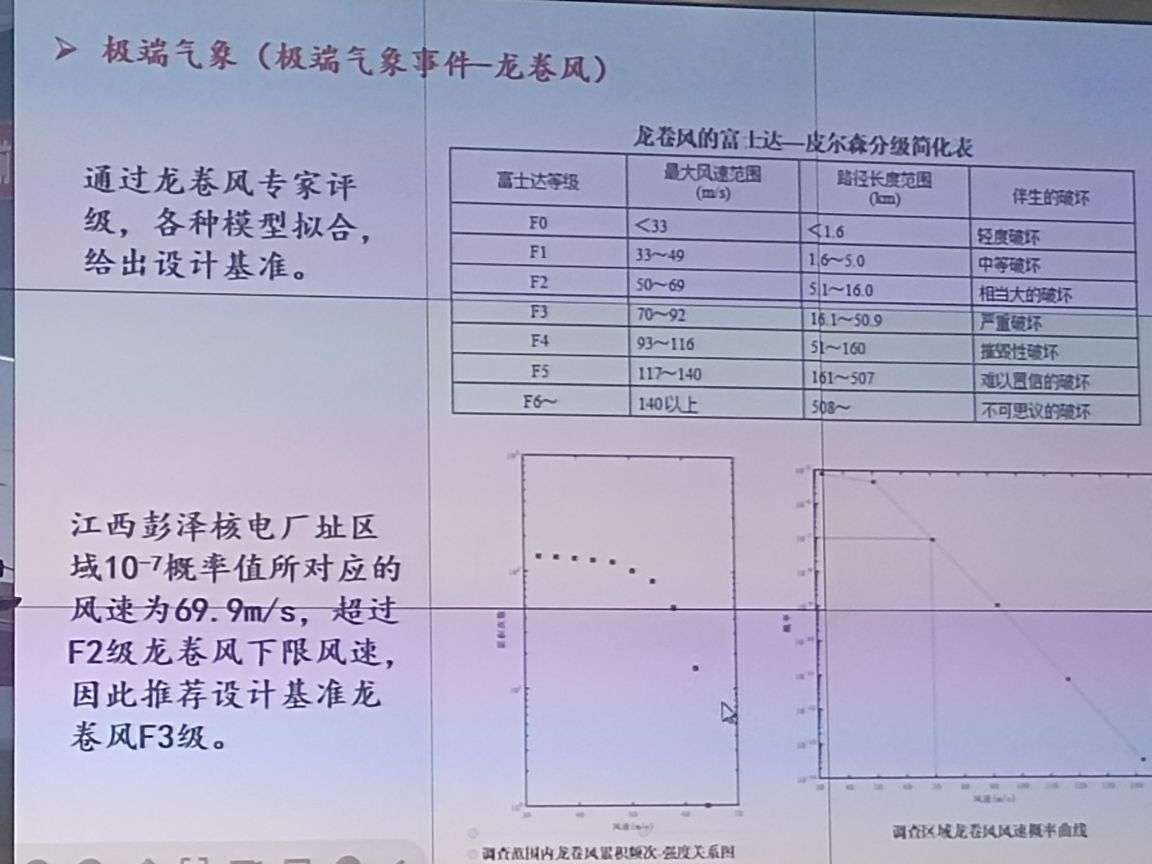 ➢ 极端气象（极端气象事件—龙卷风）
通过龙卷风专家评
级，各种模型拟合，
给出设计基准。
龙卷风的富士达—皮尔森分级简化表
富士达等级 最大风速范围(m/s) 路径长度范围(km) 伴生的破坏
F0 ＜33 ＜1.6 轻度破坏
F1 33～49 1.6～5.0 中等破坏
F2 50～69 5.1～16.0 相当大的破坏
F3 70～92 16.1～50.9 严重破坏
F4 93～116 51～160 摧毁性破坏
F5 117～140 161～507 难以置信的破坏
F6～ 140以上 508～ 不可思议的破坏
江西彭泽核电厂址区
域10⁻⁷概率值所对应的
风速为69.9m/s，超过
F2级龙卷风下限风速，
因此推荐设计基准龙
卷风F3级。
风速(m/s)
调查范围内龙卷风累积频次-强度关系图
风速(m/s)
调查区域龙卷风风速概率曲线